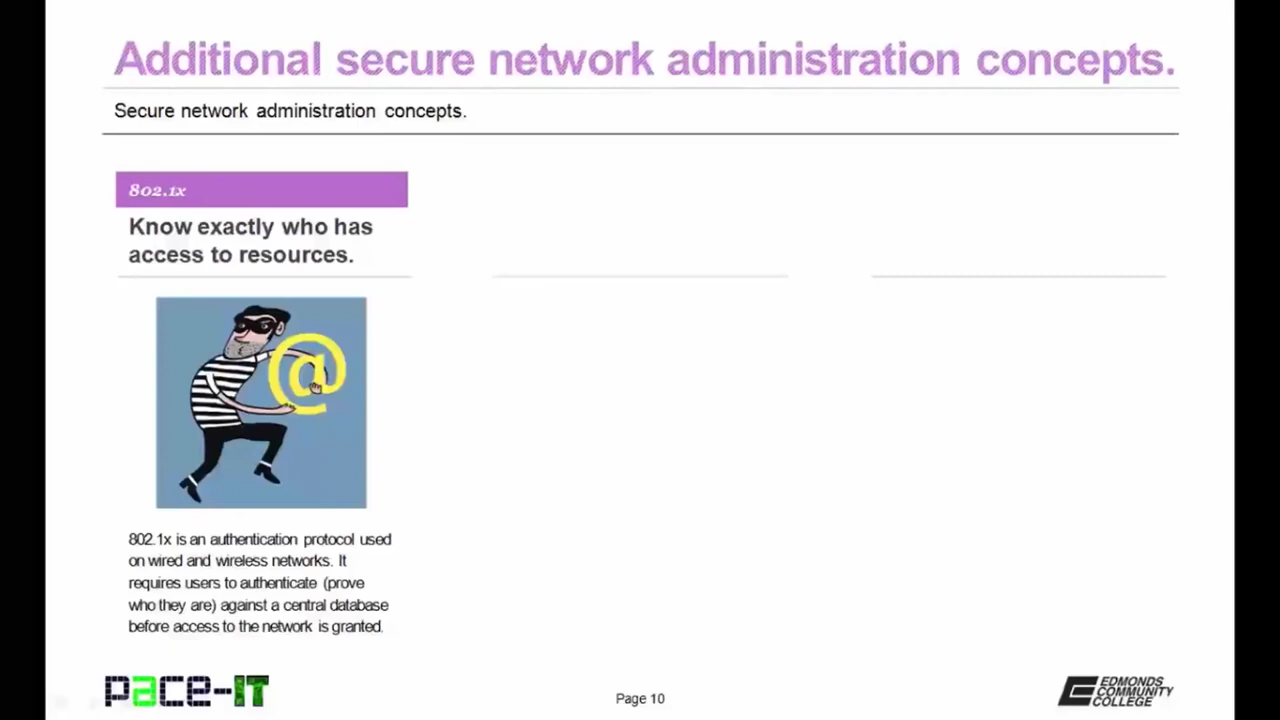 Additional secure network administration concepts.
Secure network administration concepts.
802.1x
Know exactly who has
access to resources.
@
802.1x is an authentication protocol used
on wired and wireless networks. It
requires users to authenticate (prove
who they are) against a central database
before access to the network is granted.
pace-IT
Page 10
EDMONDS
COMMUNITY
COLLEGE